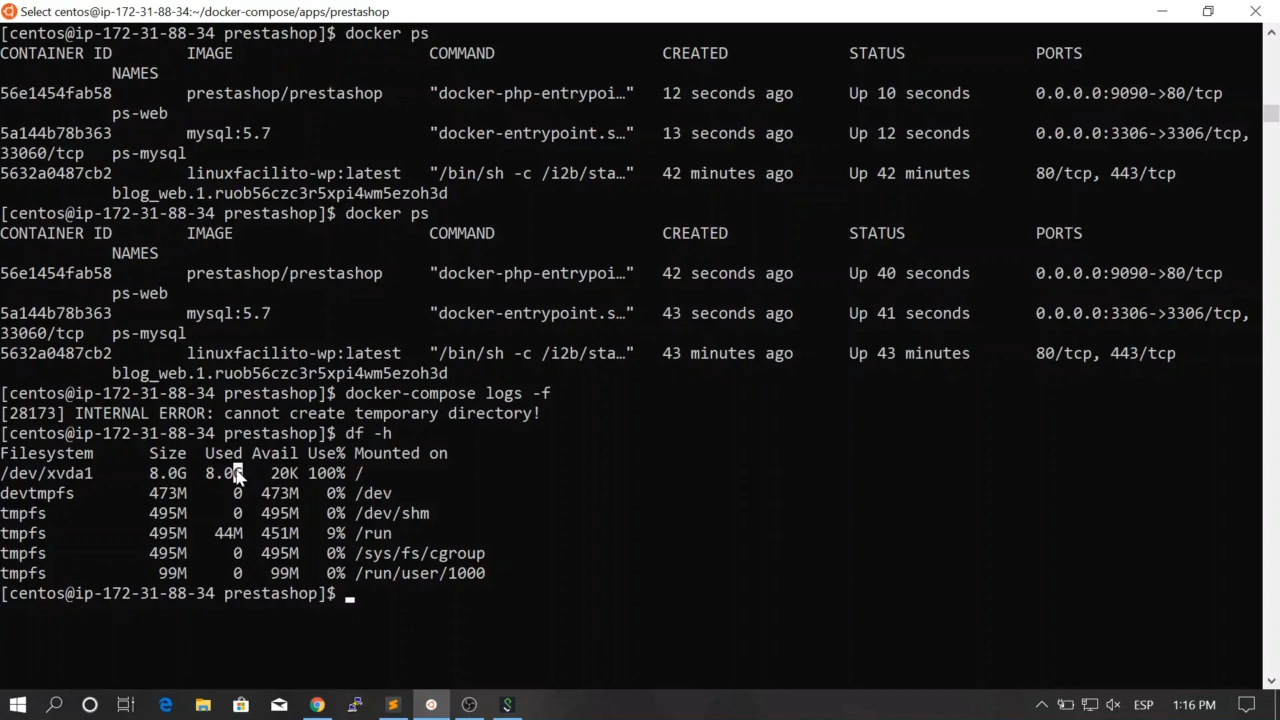 Select centos@ip-172-31-88-34:~/docker-compose/apps/prestashop
[centos@ip-172-31-88-34 prestashop]$ docker ps
CONTAINER ID        IMAGE                     COMMAND                  CREATED             STATUS              PORTS
            NAMES
56e1454fab58        prestashop/prestashop     "docker-php-entrypoi…"   12 seconds ago      Up 10 seconds       0.0.0.0:9090->80/tcp
            ps-web
5a144b78b363        mysql:5.7                 "docker-entrypoint.s…"   13 seconds ago      Up 12 seconds       0.0.0.0:3306->3306/tcp,
33060/tcp   ps-mysql
5632a0487cb2        linuxfacilito-wp:latest   "/bin/sh -c /i2b/sta…"   42 minutes ago      Up 42 minutes       80/tcp, 443/tcp
            blog_web.1.ruob56czc3r5xpi4wm5ezoh3d
[centos@ip-172-31-88-34 prestashop]$ docker ps
CONTAINER ID        IMAGE                     COMMAND                  CREATED             STATUS              PORTS
            NAMES
56e1454fab58        prestashop/prestashop     "docker-php-entrypoi…"   42 seconds ago      Up 40 seconds       0.0.0.0:9090->80/tcp
            ps-web
5a144b78b363        mysql:5.7                 "docker-entrypoint.s…"   43 seconds ago      Up 41 seconds       0.0.0.0:3306->3306/tcp,
33060/tcp   ps-mysql
5632a0487cb2        linuxfacilito-wp:latest   "/bin/sh -c /i2b/sta…"   43 minutes ago      Up 43 minutes       80/tcp, 443/tcp
            blog_web.1.ruob56czc3r5xpi4wm5ezoh3d
[centos@ip-172-31-88-34 prestashop]$ docker-compose logs -f
[28173] INTERNAL ERROR: cannot create temporary directory!
[centos@ip-172-31-88-34 prestashop]$ df -h
Filesystem      Size  Used Avail Use% Mounted on
/dev/xvda1      8.0G  8.0G   20K 100% /
devtmpfs        473M     0  473M   0% /dev
tmpfs           495M     0  495M   0% /dev/shm
tmpfs           495M   44M  451M   9% /run
tmpfs           495M     0  495M   0% /sys/fs/cgroup
tmpfs            99M     0   99M   0% /run/user/1000
[centos@ip-172-31-88-34 prestashop]$
ESP 1:16 PM